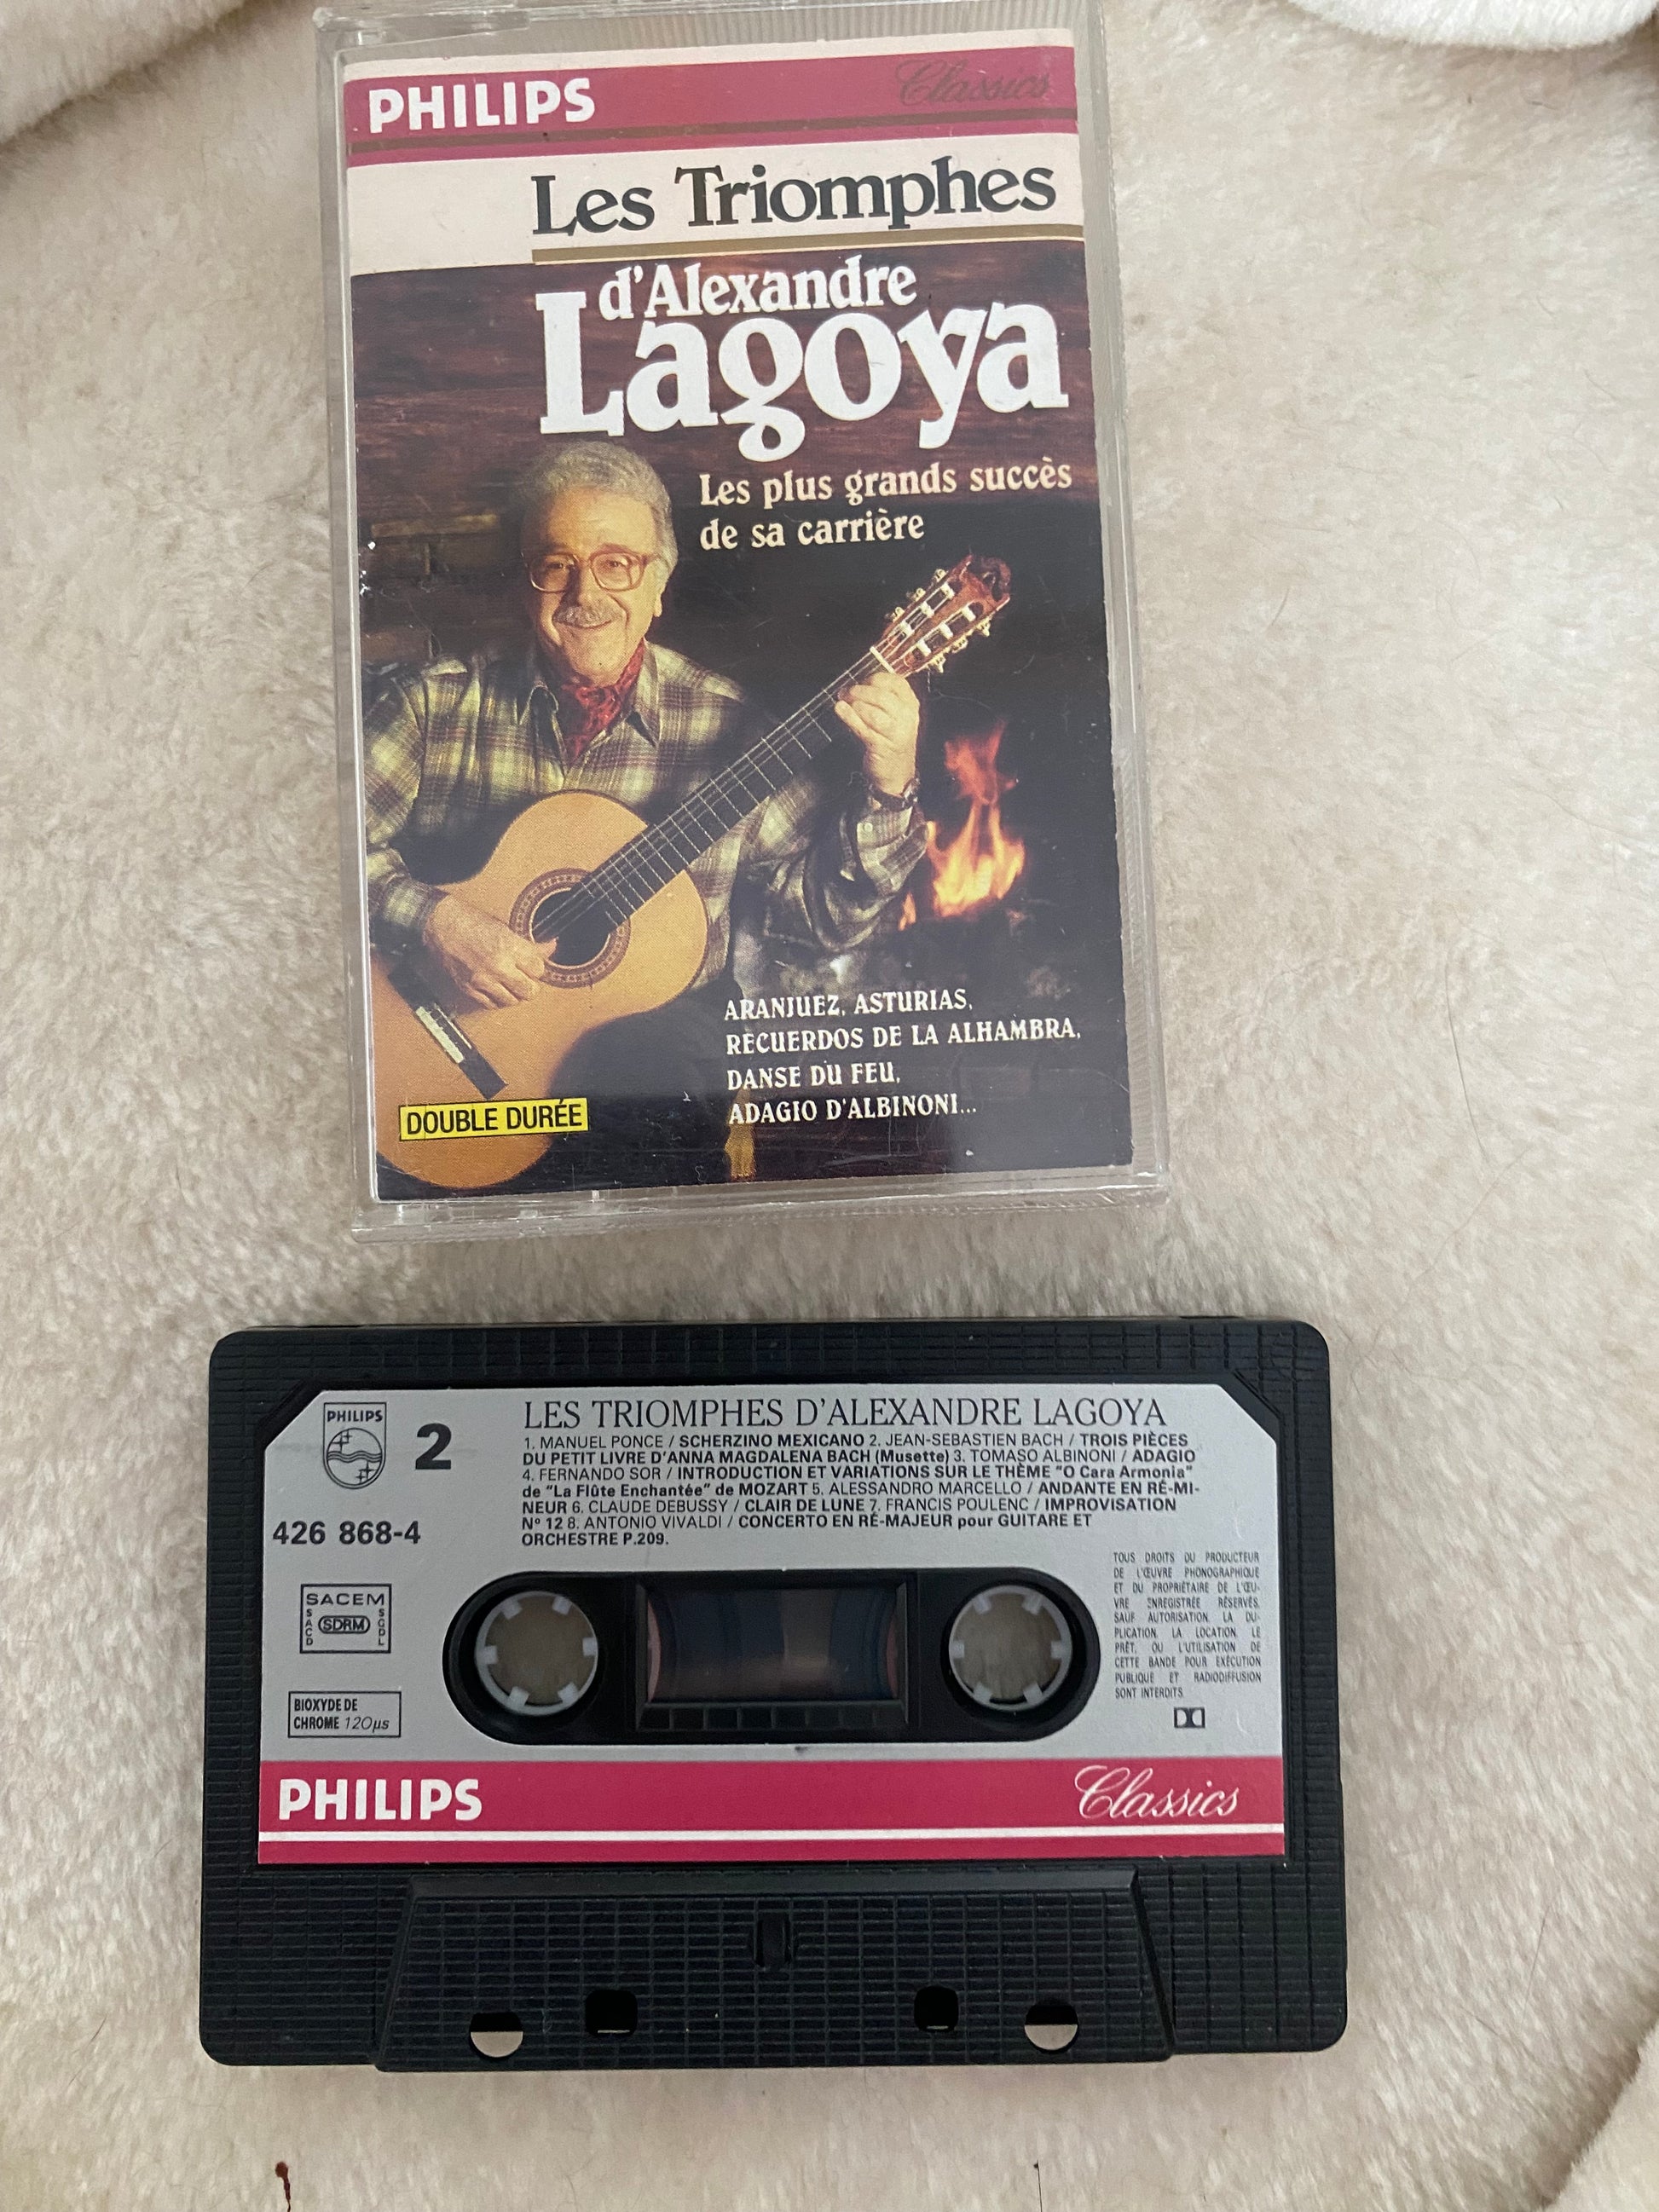 PHILIPS Classics
Les Triomphes
d'Alexandre
Lagoya
Les plus grands succès
de sa carrière
ARANJUEZ, ASTURIAS,
RECUERDOS DE LA ALHAMBRA,
DANSE DU FEU,
ADAGIO D'ALBINONI...
DOUBLE DURÉE
PHILIPS
2
LES TRIOMPHES D'ALEXANDRE LAGOYA
1. MANUEL PONCE / SCHERZINO MEXICANO 2. JEAN-SEBASTIEN BACH / TROIS PIÈCES
DU PETIT LIVRE D'ANNA MAGDALENA BACH (Musette) 3. TOMASO ALBINONI / ADAGIO
4. FERNANDO SOR / INTRODUCTION ET VARIATIONS SUR LE THÈME "O Cara Armonia"
de "La Flûte Enchantée" de MOZART 5. ALESSANDRO MARCELLO / ANDANTE EN RÉ-MI-
NEUR 6. CLAUDE DEBUSSY / CLAIR DE LUNE 7. FRANCIS POULENC / IMPROVISATION
Nº 12 8. ANTONIO VIVALDI / CONCERTO EN RÉ-MAJEUR pour GUITARE ET
ORCHESTRE P.209.
426 868-4
SACEM
SACD
SDRM
SGDL
BIOXYDE DE
CHROME 120µs
TOUS DROITS DU PRODUCTEUR
DE L'ŒUVRE PHONOGRAPHIQUE
ET DU PROPRIÉTAIRE DE L'ŒU-
VRE ENREGISTRÉE RÉSERVÉS.
SAUF AUTORISATION, LA DU-
PLICATION, LA LOCATION, LE
PRÊT, OU L'UTILISATION DE
CETTE BANDE POUR EXÉCUTION
PUBLIQUE ET RADIODIFFUSION
SONT INTERDITS.
PHILIPS Classics